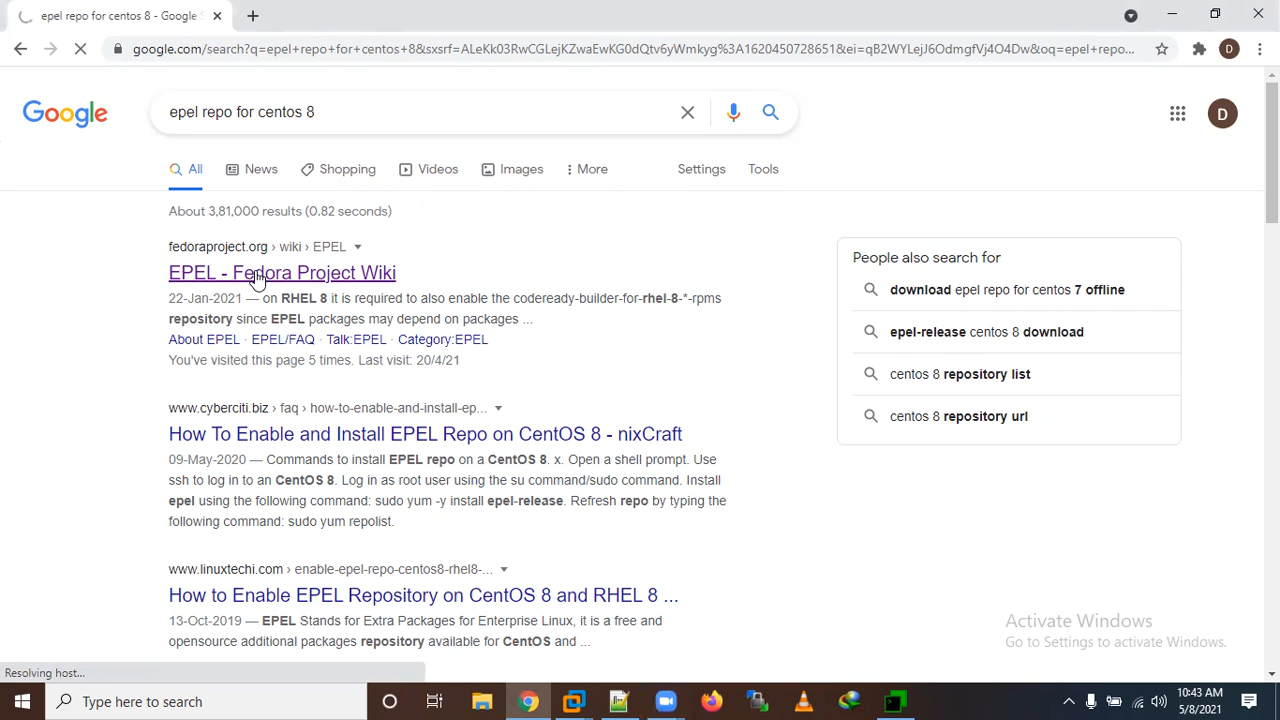 epel repo for centos 8 - Google S
google.com/search?q=epel+repo+for+centos+8&sxsrf=ALeKk03RwCGLejKZwaEwKG0dQtv6yWmkyg%3A1620450728651&ei=qB2WYLejJ6OdmgfVj4O4Dw&oq=epel+repo...
D
Google
epel repo for centos 8
D
All
News
Shopping
Videos
Images
More
Settings
Tools
About 3,81,000 results (0.82 seconds)
fedoraproject.org › wiki › EPEL
EPEL - Fedora Project Wiki
22-Jan-2021 — on RHEL 8 it is required to also enable the codeready-builder-for-rhel-8-*-rpms
repository since EPEL packages may depend on packages ...
About EPEL · EPEL/FAQ · Talk:EPEL · Category:EPEL
You've visited this page 5 times. Last visit: 20/4/21
www.cyberciti.biz › faq › how-to-enable-and-install-ep...
How To Enable and Install EPEL Repo on CentOS 8 - nixCraft
09-May-2020 — Commands to install EPEL repo on a CentOS 8. x. Open a shell prompt. Use
ssh to log in to an CentOS 8. Log in as root user using the su command/sudo command. Install
epel using the following command: sudo yum -y install epel-release. Refresh repo by typing the
following command: sudo yum repolist.
www.linuxtechi.com › enable-epel-repo-centos8-rhel8-...
How to Enable EPEL Repository on CentOS 8 and RHEL 8 ...
13-Oct-2019 — EPEL Stands for Extra Packages for Enterprise Linux, it is a free and
opensource additional packages repository available for CentOS and ...
People also search for
download epel repo for centos 7 offline
epel-release centos 8 download
centos 8 repository list
centos 8 repository url
Activate Windows
Go to Settings to activate Windows.
Resolving host...
Type here to search
10:43 AM
5/8/2021